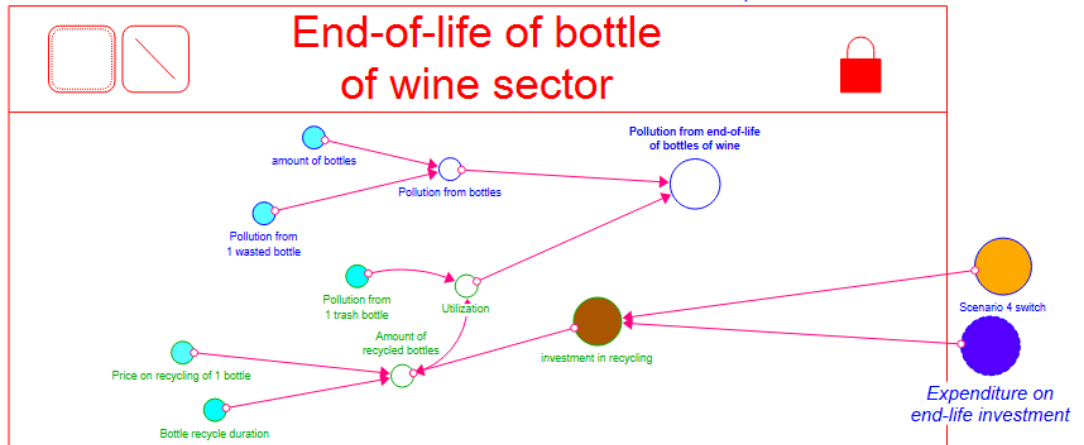 End-of-life of bottle
of wine sector
Pollution from end-of-life
of bottles of wine
amount of bottles
Pollution from bottles
Pollution from
1 wasted bottle
Pollution from
1 trash bottle
Utilization
Scenario 4 switch
Amount of
recycled bottles
investment in recycling
Price on recycling of 1 bottle
Expenditure on
end-life investment
Bottle recycle duration